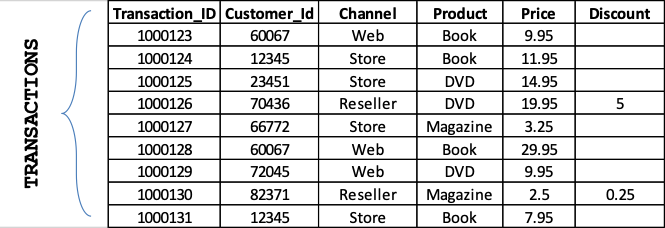 TRANSACTIONS
Transaction_ID Customer_Id Channel Product Price Discount
1000123 60067 Web Book 9.95
1000124 12345 Store Book 11.95
1000125 23451 Store DVD 14.95
1000126 70436 Reseller DVD 19.95 5
1000127 66772 Store Magazine 3.25
1000128 60067 Web Book 29.95
1000129 72045 Web DVD 9.95
1000130 82371 Reseller Magazine 2.5 0.25
1000131 12345 Store Book 7.95